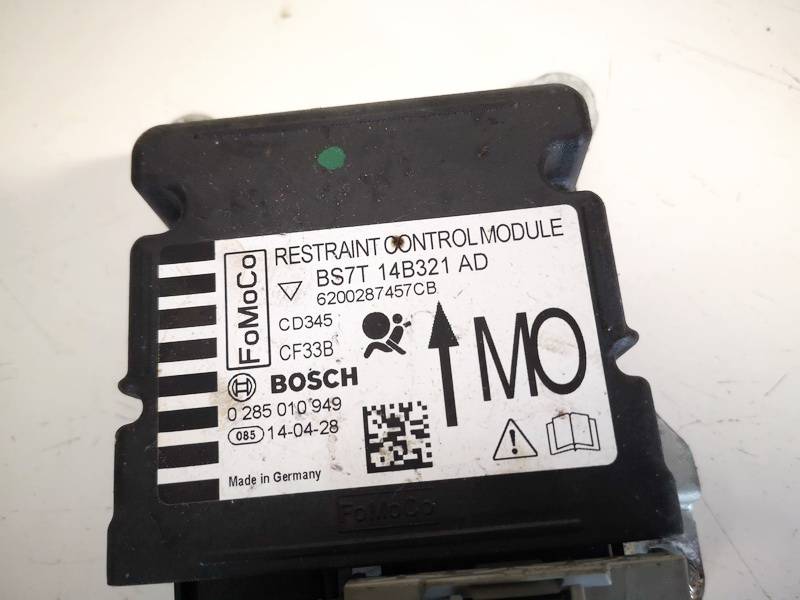 FoMoCo
RESTRAINT CONTROL MODULE
BS7T 14B321 AD
6200287457CB
CD345
CF33B
MO
BOSCH
0 285 010 949
085 14-04-28
Made in Germany
FoMoCo